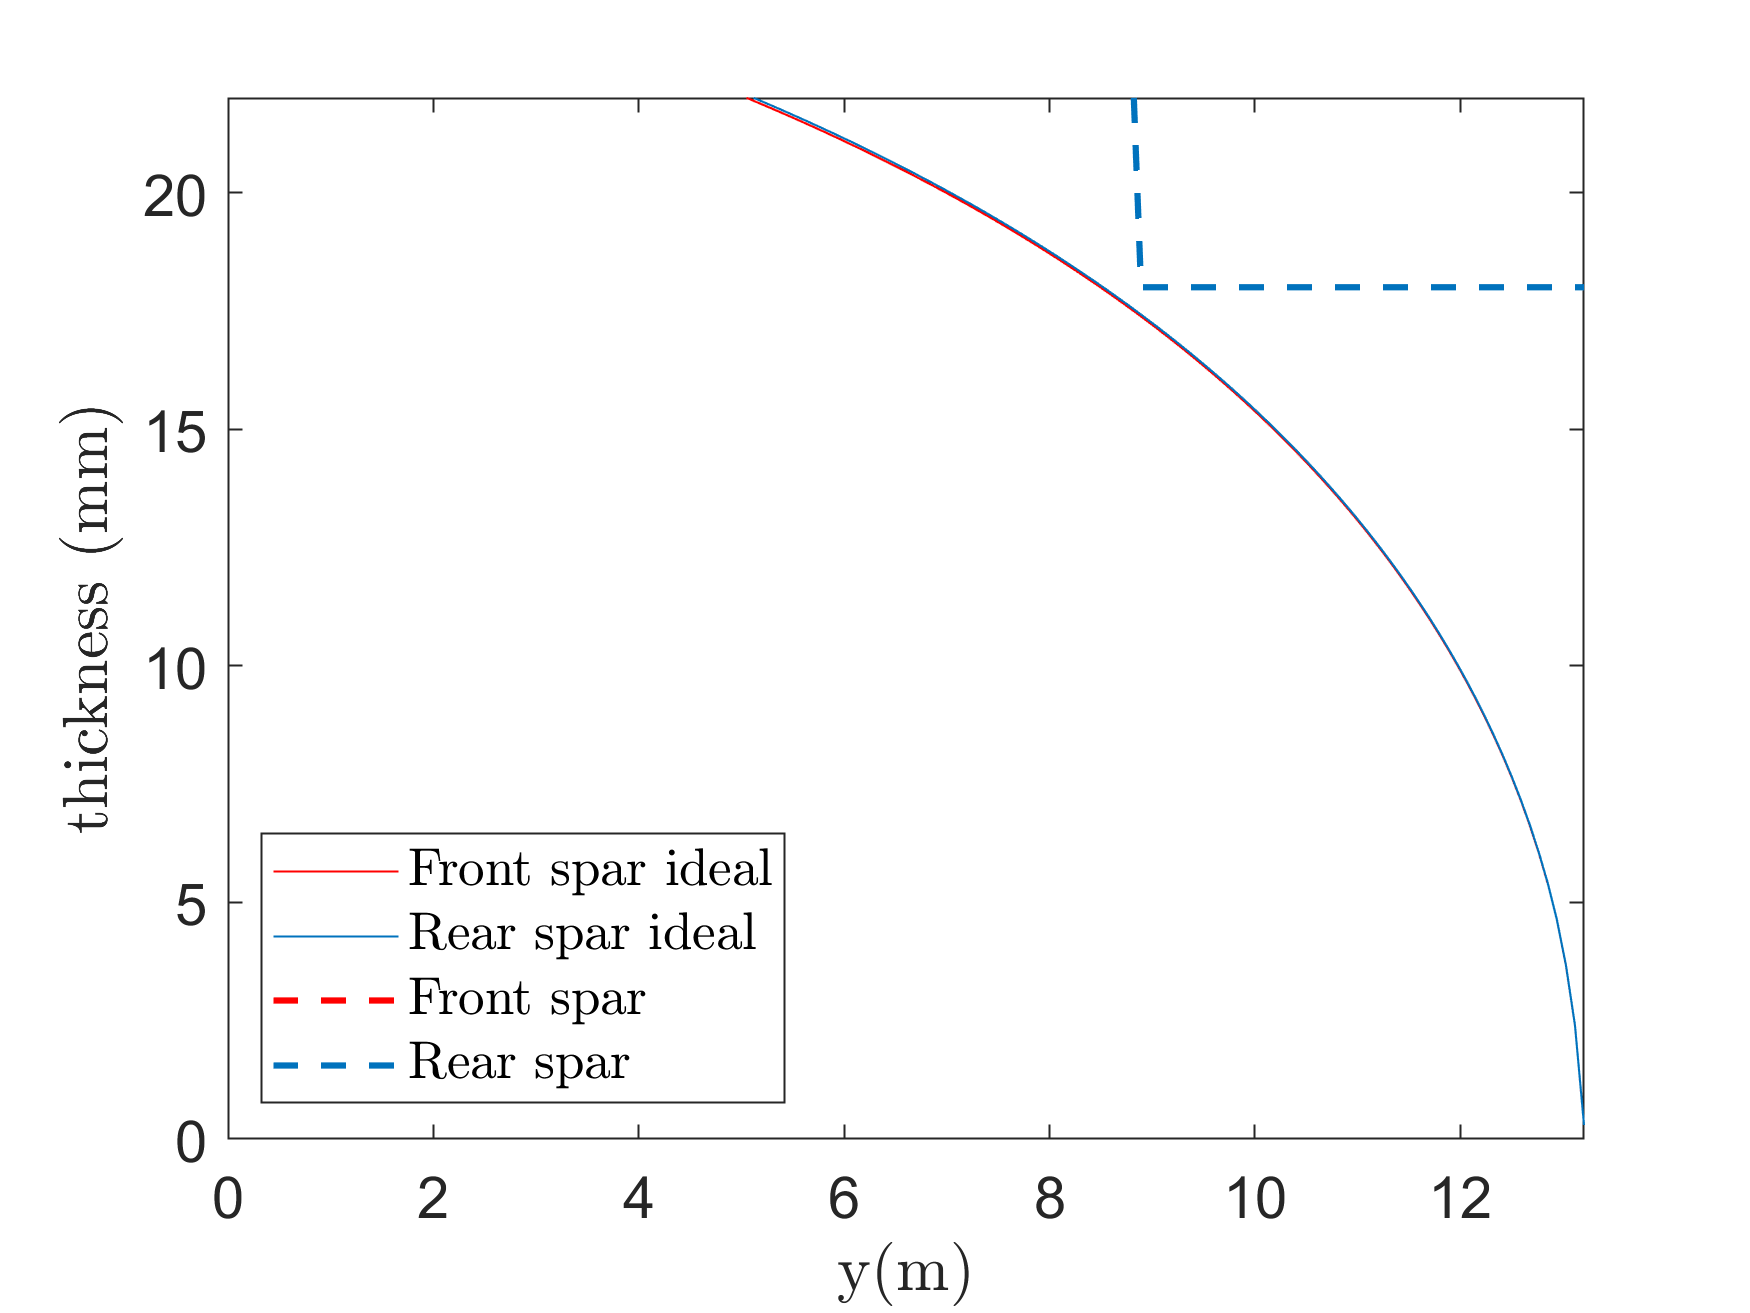 20
15
10
5
0
thickness (mm)
Front spar ideal
Rear spar ideal
Front spar
Rear spar
0 2 4 6 8 10 12
y(m)